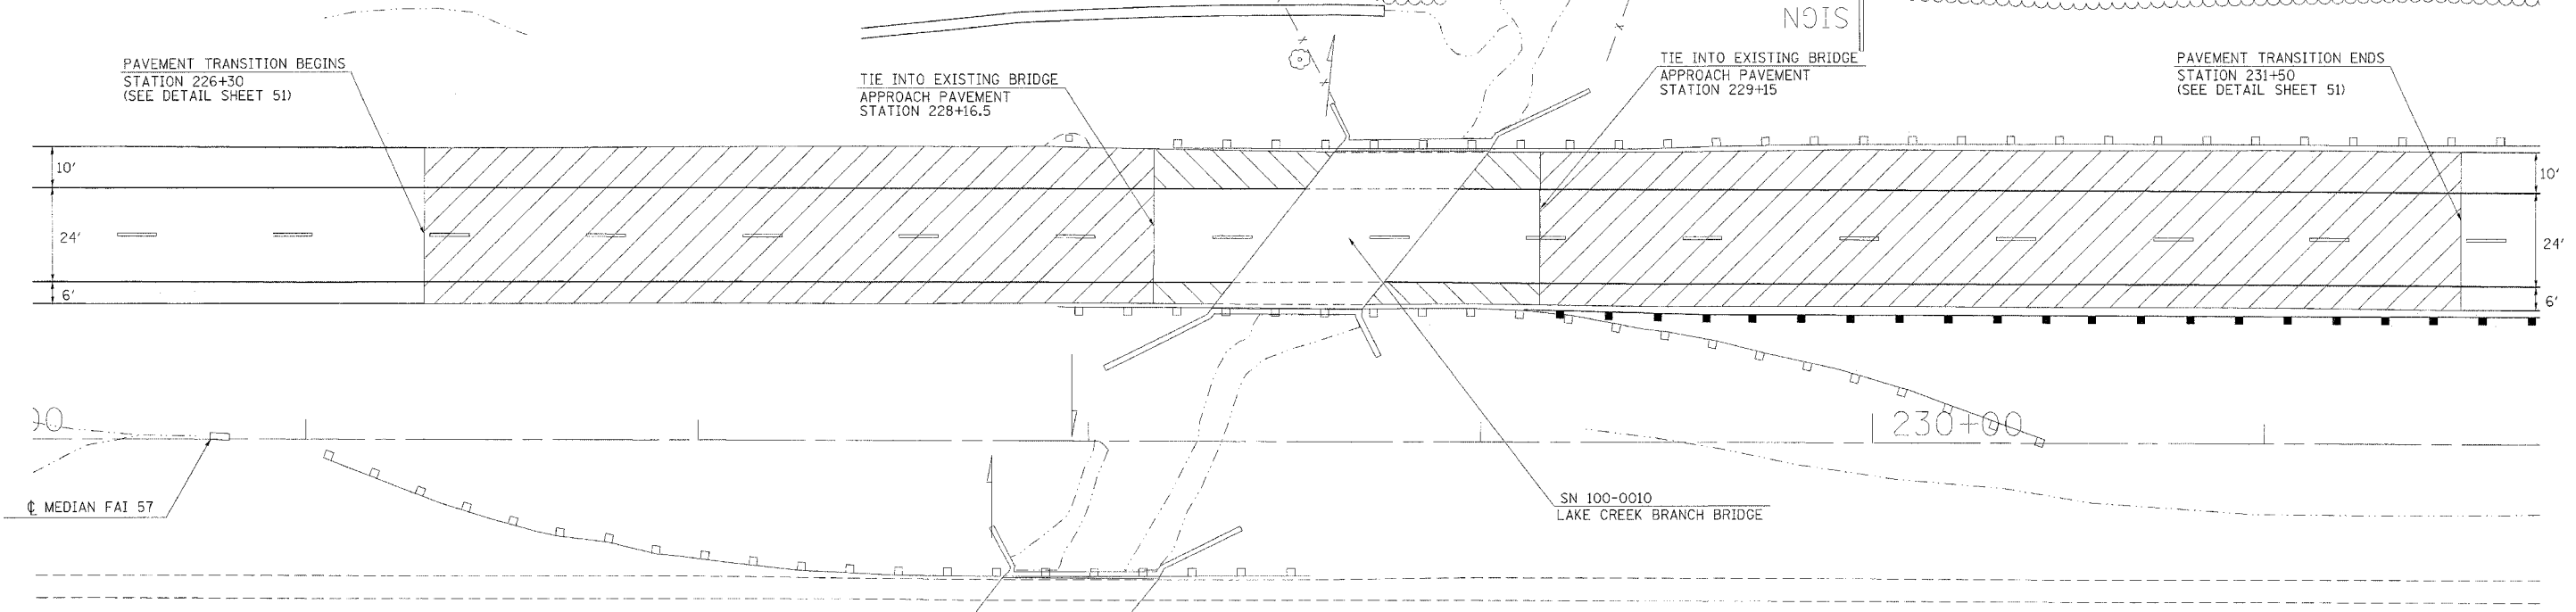 SIGN
PAVEMENT TRANSITION BEGINS
STATION 226+30
(SEE DETAIL SHEET 51)
TIE INTO EXISTING BRIDGE
APPROACH PAVEMENT
STATION 228+16.5
TIE INTO EXISTING BRIDGE
APPROACH PAVEMENT
STATION 229+15
PAVEMENT TRANSITION ENDS
STATION 231+50
(SEE DETAIL SHEET 51)
10'
10'
24'
24'
6'
6'
230+00
℄ MEDIAN FAI 57
SN 100-0010
LAKE CREEK BRANCH BRIDGE